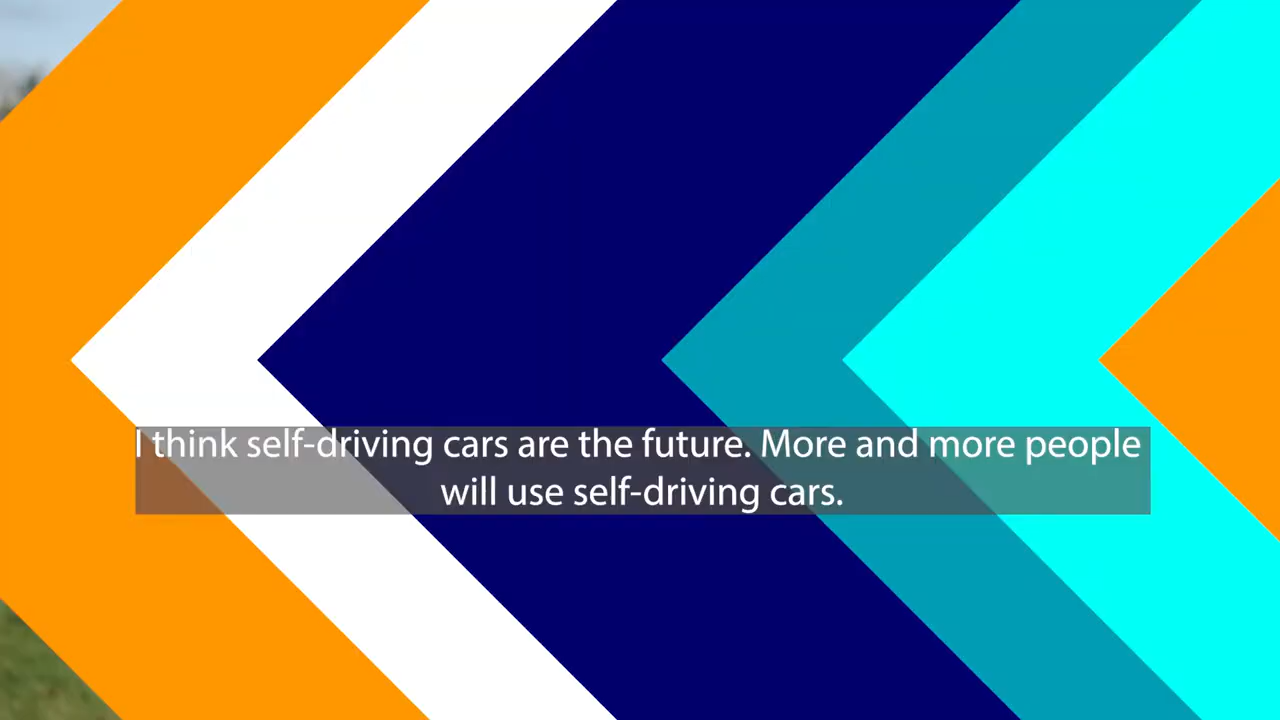 I think self-driving cars are the future. More and more people
will use self-driving cars.